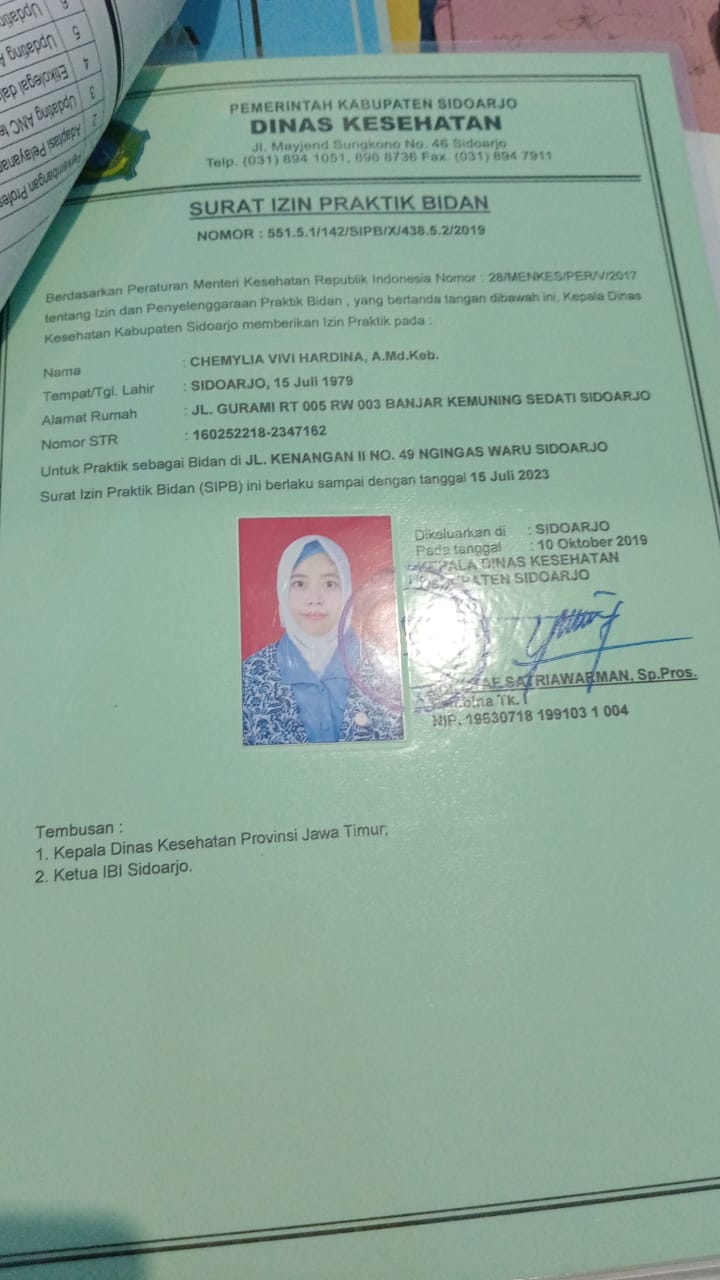 PEMERINTAH KABUPATEN SIDOARJO
DINAS KESEHATAN
Jl. Mayjend Sungkono No. 46 Sidoarjo
Telp. (031) 894 1051, 896 8736 Fax. (031) 894 7911
SURAT IZIN PRAKTIK BIDAN
NOMOR : 551.5.1/142/SIPB/X/438.5.2/2019
Berdasarkan Peraturan Menteri Kesehatan Republik Indonesia Nomor : 28/MENKES/PER/V/2017
tentang Izin dan Penyelenggaraan Praktik Bidan , yang bertanda tangan dibawah ini, Kepala Dinas
Kesehatan Kabupaten Sidoarjo memberikan Izin Praktik pada :
Nama : CHEMYLIA VIVI HARDINA, A.Md.Keb.
Tempat/Tgl. Lahir : SIDOARJO, 15 Juli 1979
Alamat Rumah : JL. GURAMI RT 005 RW 003 BANJAR KEMUNING SEDATI SIDOARJO
Nomor STR : 160252218-2347162
Untuk Praktik sebagai Bidan di JL. KENANGAN II NO. 49 NGINGAS WARU SIDOARJO
Surat Izin Praktik Bidan (SIPB) ini berlaku sampai dengan tanggal 15 Juli 2023
Dikeluarkan di : SIDOARJO
Pada tanggal : 10 Oktober 2019
KEPALA DINAS KESEHATAN
KABUPATEN SIDOARJO
SATRIAWARMAN, Sp.Pros.
Tk. I
NIP. 19630718 199103 1 004
Tembusan :
1. Kepala Dinas Kesehatan Provinsi Jawa Timur;
2. Ketua IBI Sidoarjo.
2
3
4
5
6
Adaptasi
Updating ANC
Etikolegal
Updating